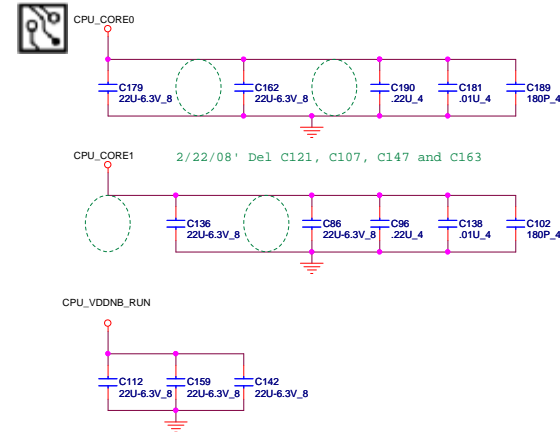 CPU_CORE0
C179
22U-6.3V_8
C162
22U-6.3V_8
C190
.22U_4
C181
.01U_4
C189
180P_4
CPU_CORE1
2/22/08' Del C121, C107, C147 and C163
C136
22U-6.3V_8
C86
22U-6.3V_8
C96
.22U_4
C138
.01U_4
C102
180P_4
CPU_VDDNB_RUN
C112
22U-6.3V_8
C159
22U-6.3V_8
C142
22U-6.3V_8